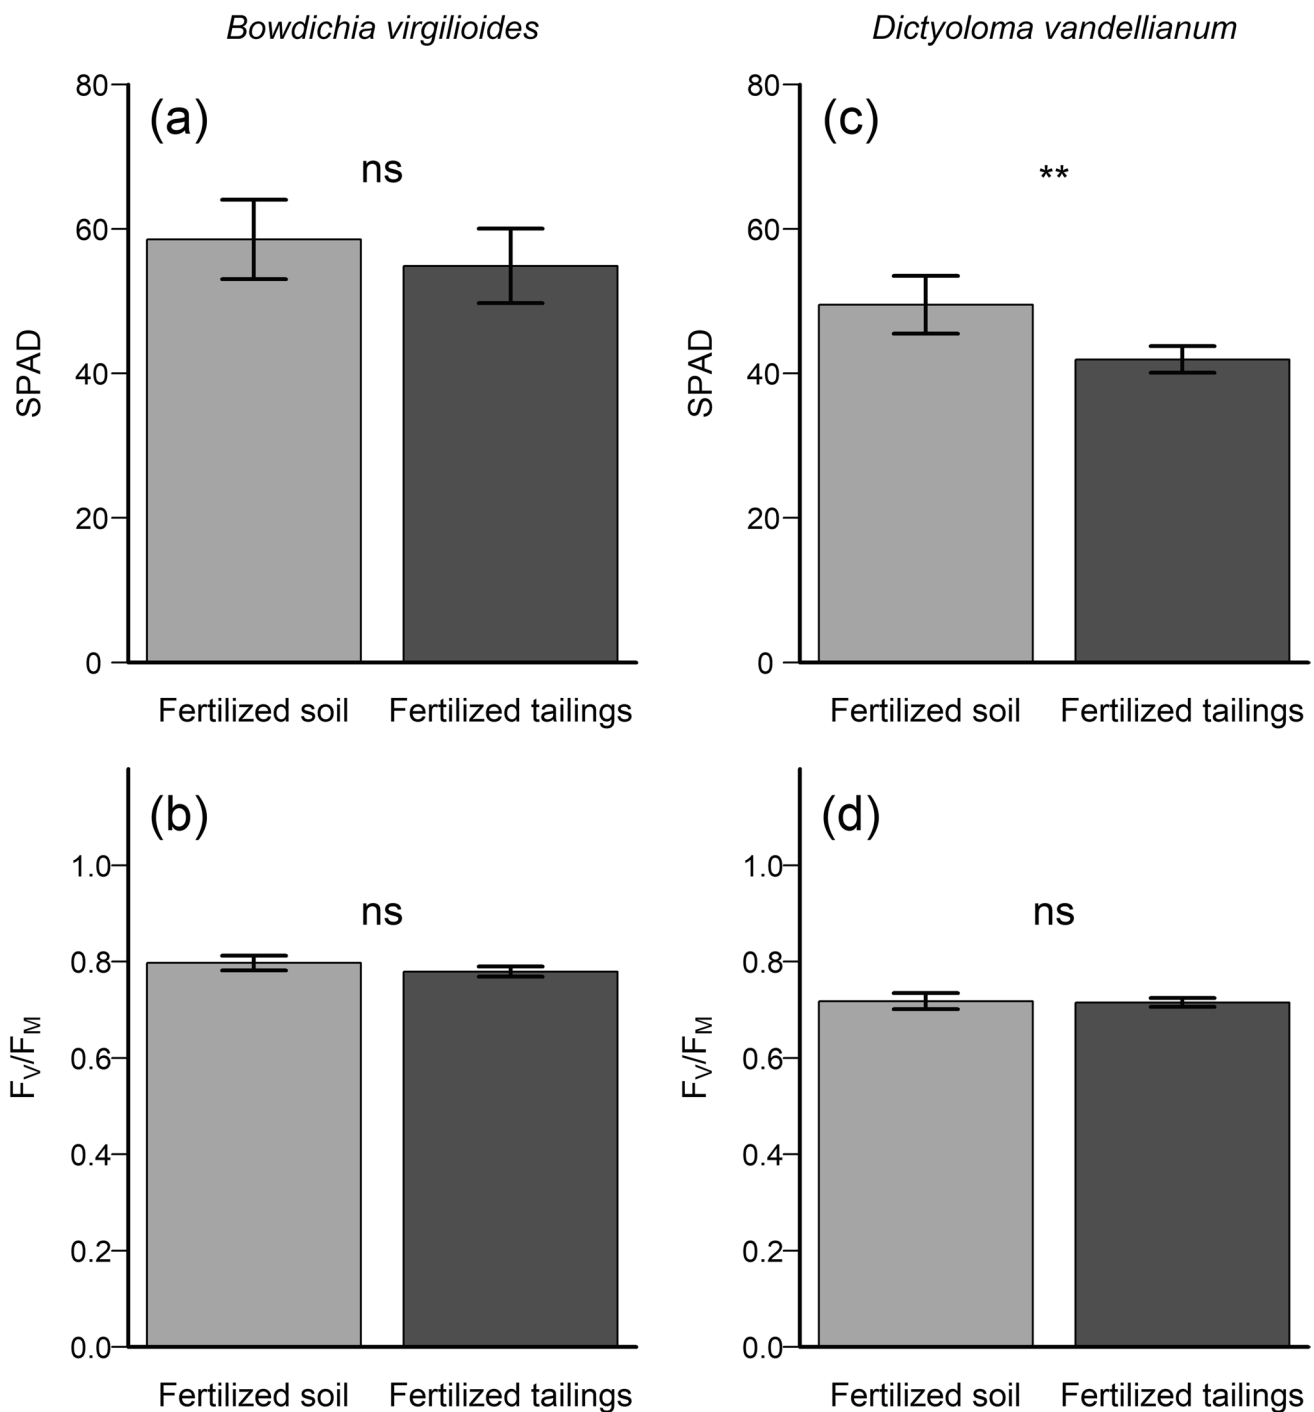 Bowdichia virgilioides
Dictyoloma vandellianum
(a)
ns
80
60
40
20
0
SPAD
Fertilized soil
Fertilized tailings
(c)
**
80
60
40
20
0
SPAD
Fertilized soil
Fertilized tailings
(b)
ns
1.0
0.8
0.6
0.4
0.2
0.0
FV/FM
Fertilized soil
Fertilized tailings
(d)
ns
1.0
0.8
0.6
0.4
0.2
0.0
FV/FM
Fertilized soil
Fertilized tailings